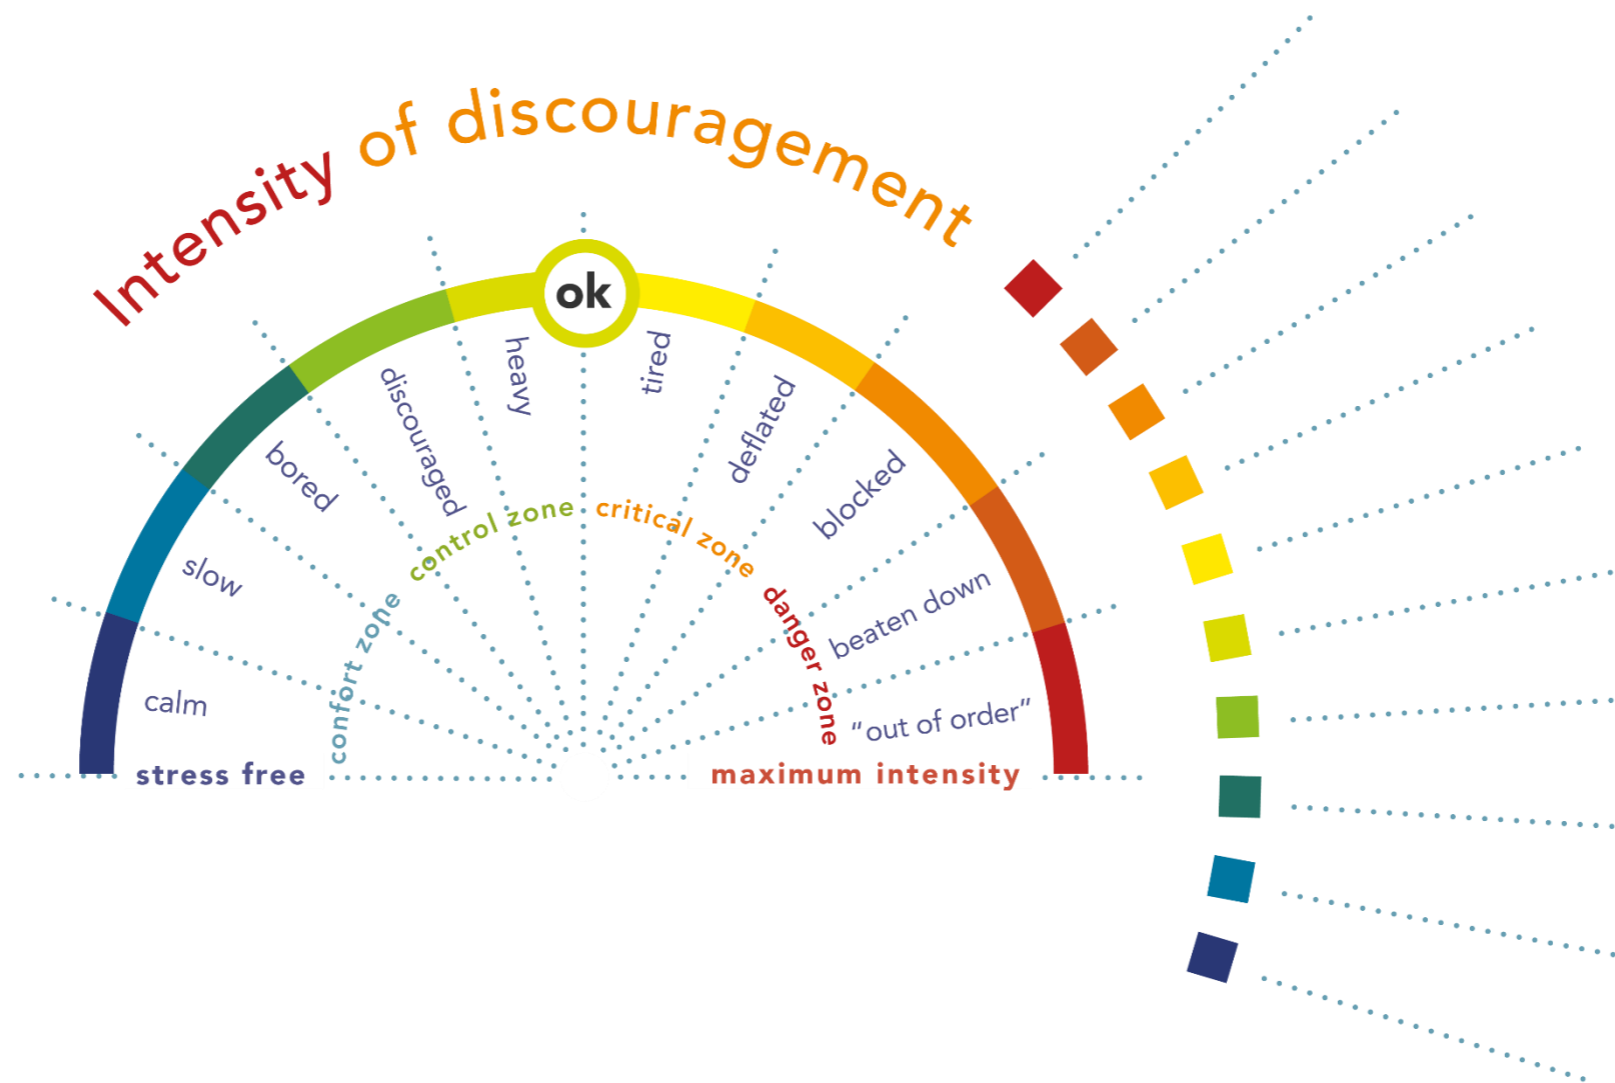 Intensity of discouragement
ok
calm
slow
bored
discouraged
heavy
tired
deflated
blocked
beaten down
“out of order”
confort zone
control zone
critical zone
danger zone
stress free
maximum intensity